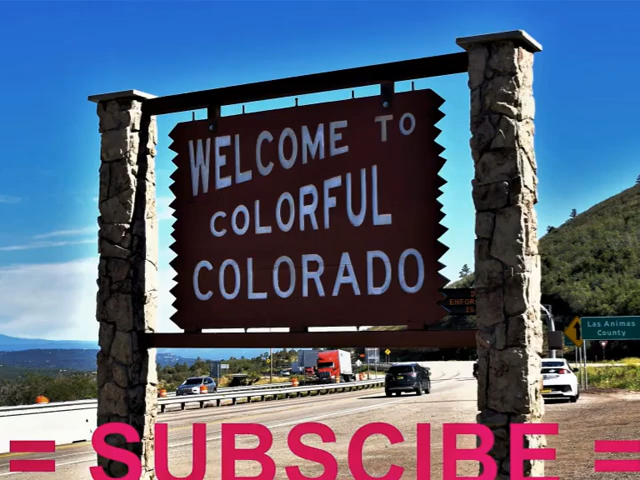 WELCOME TO
COLORFUL
COLORADO
Las Animas
County
= SUBSCIBE =